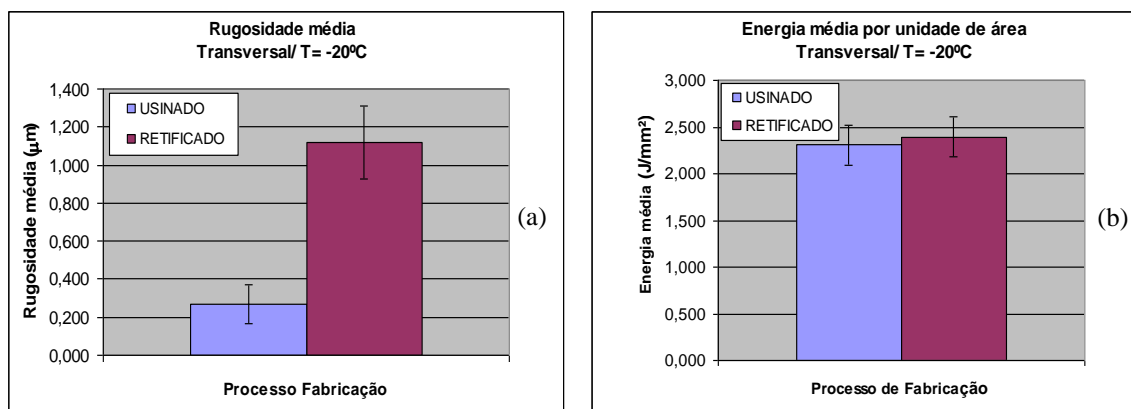 Rugosidade média
Transversal/ T= -20ºC
Rugosidade média (μm)
1,400
1,200
1,000
0,800
0,600
0,400
0,200
0,000
USINADO
RETIFICADO
Processo Fabricação
(a)
Energia média por unidade de área
Transversal/ T= -20ºC
Energia média (J/mm²)
3,000
2,500
2,000
1,500
1,000
0,500
0,000
USINADO
RETIFICADO
Processo de Fabricação
(b)